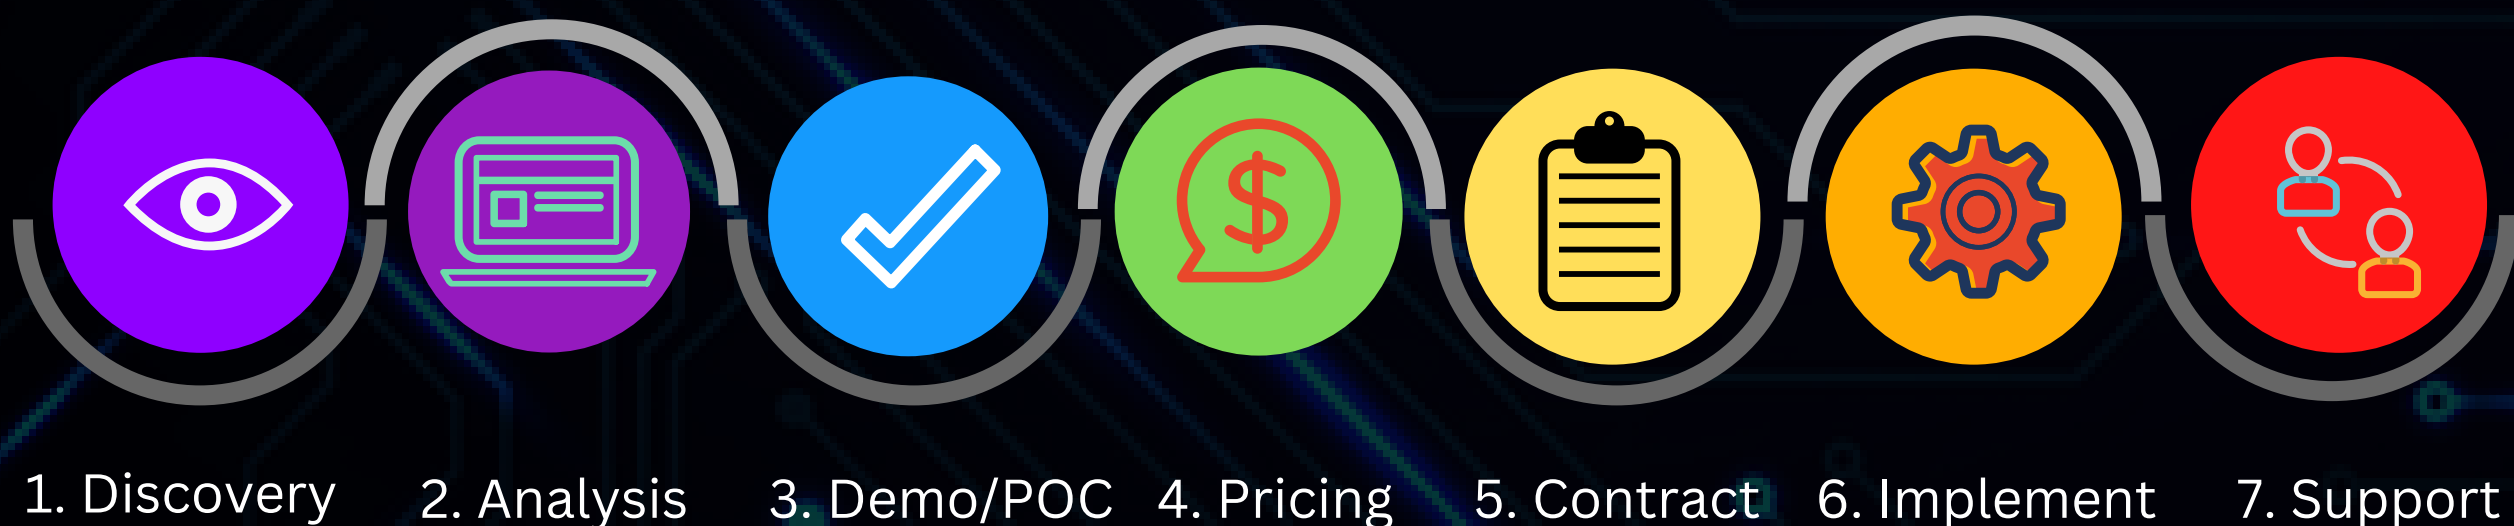 1. Discovery 2. Analysis 3. Demo/POC 4. Pricing 5. Contract 6. Implement 7. Support